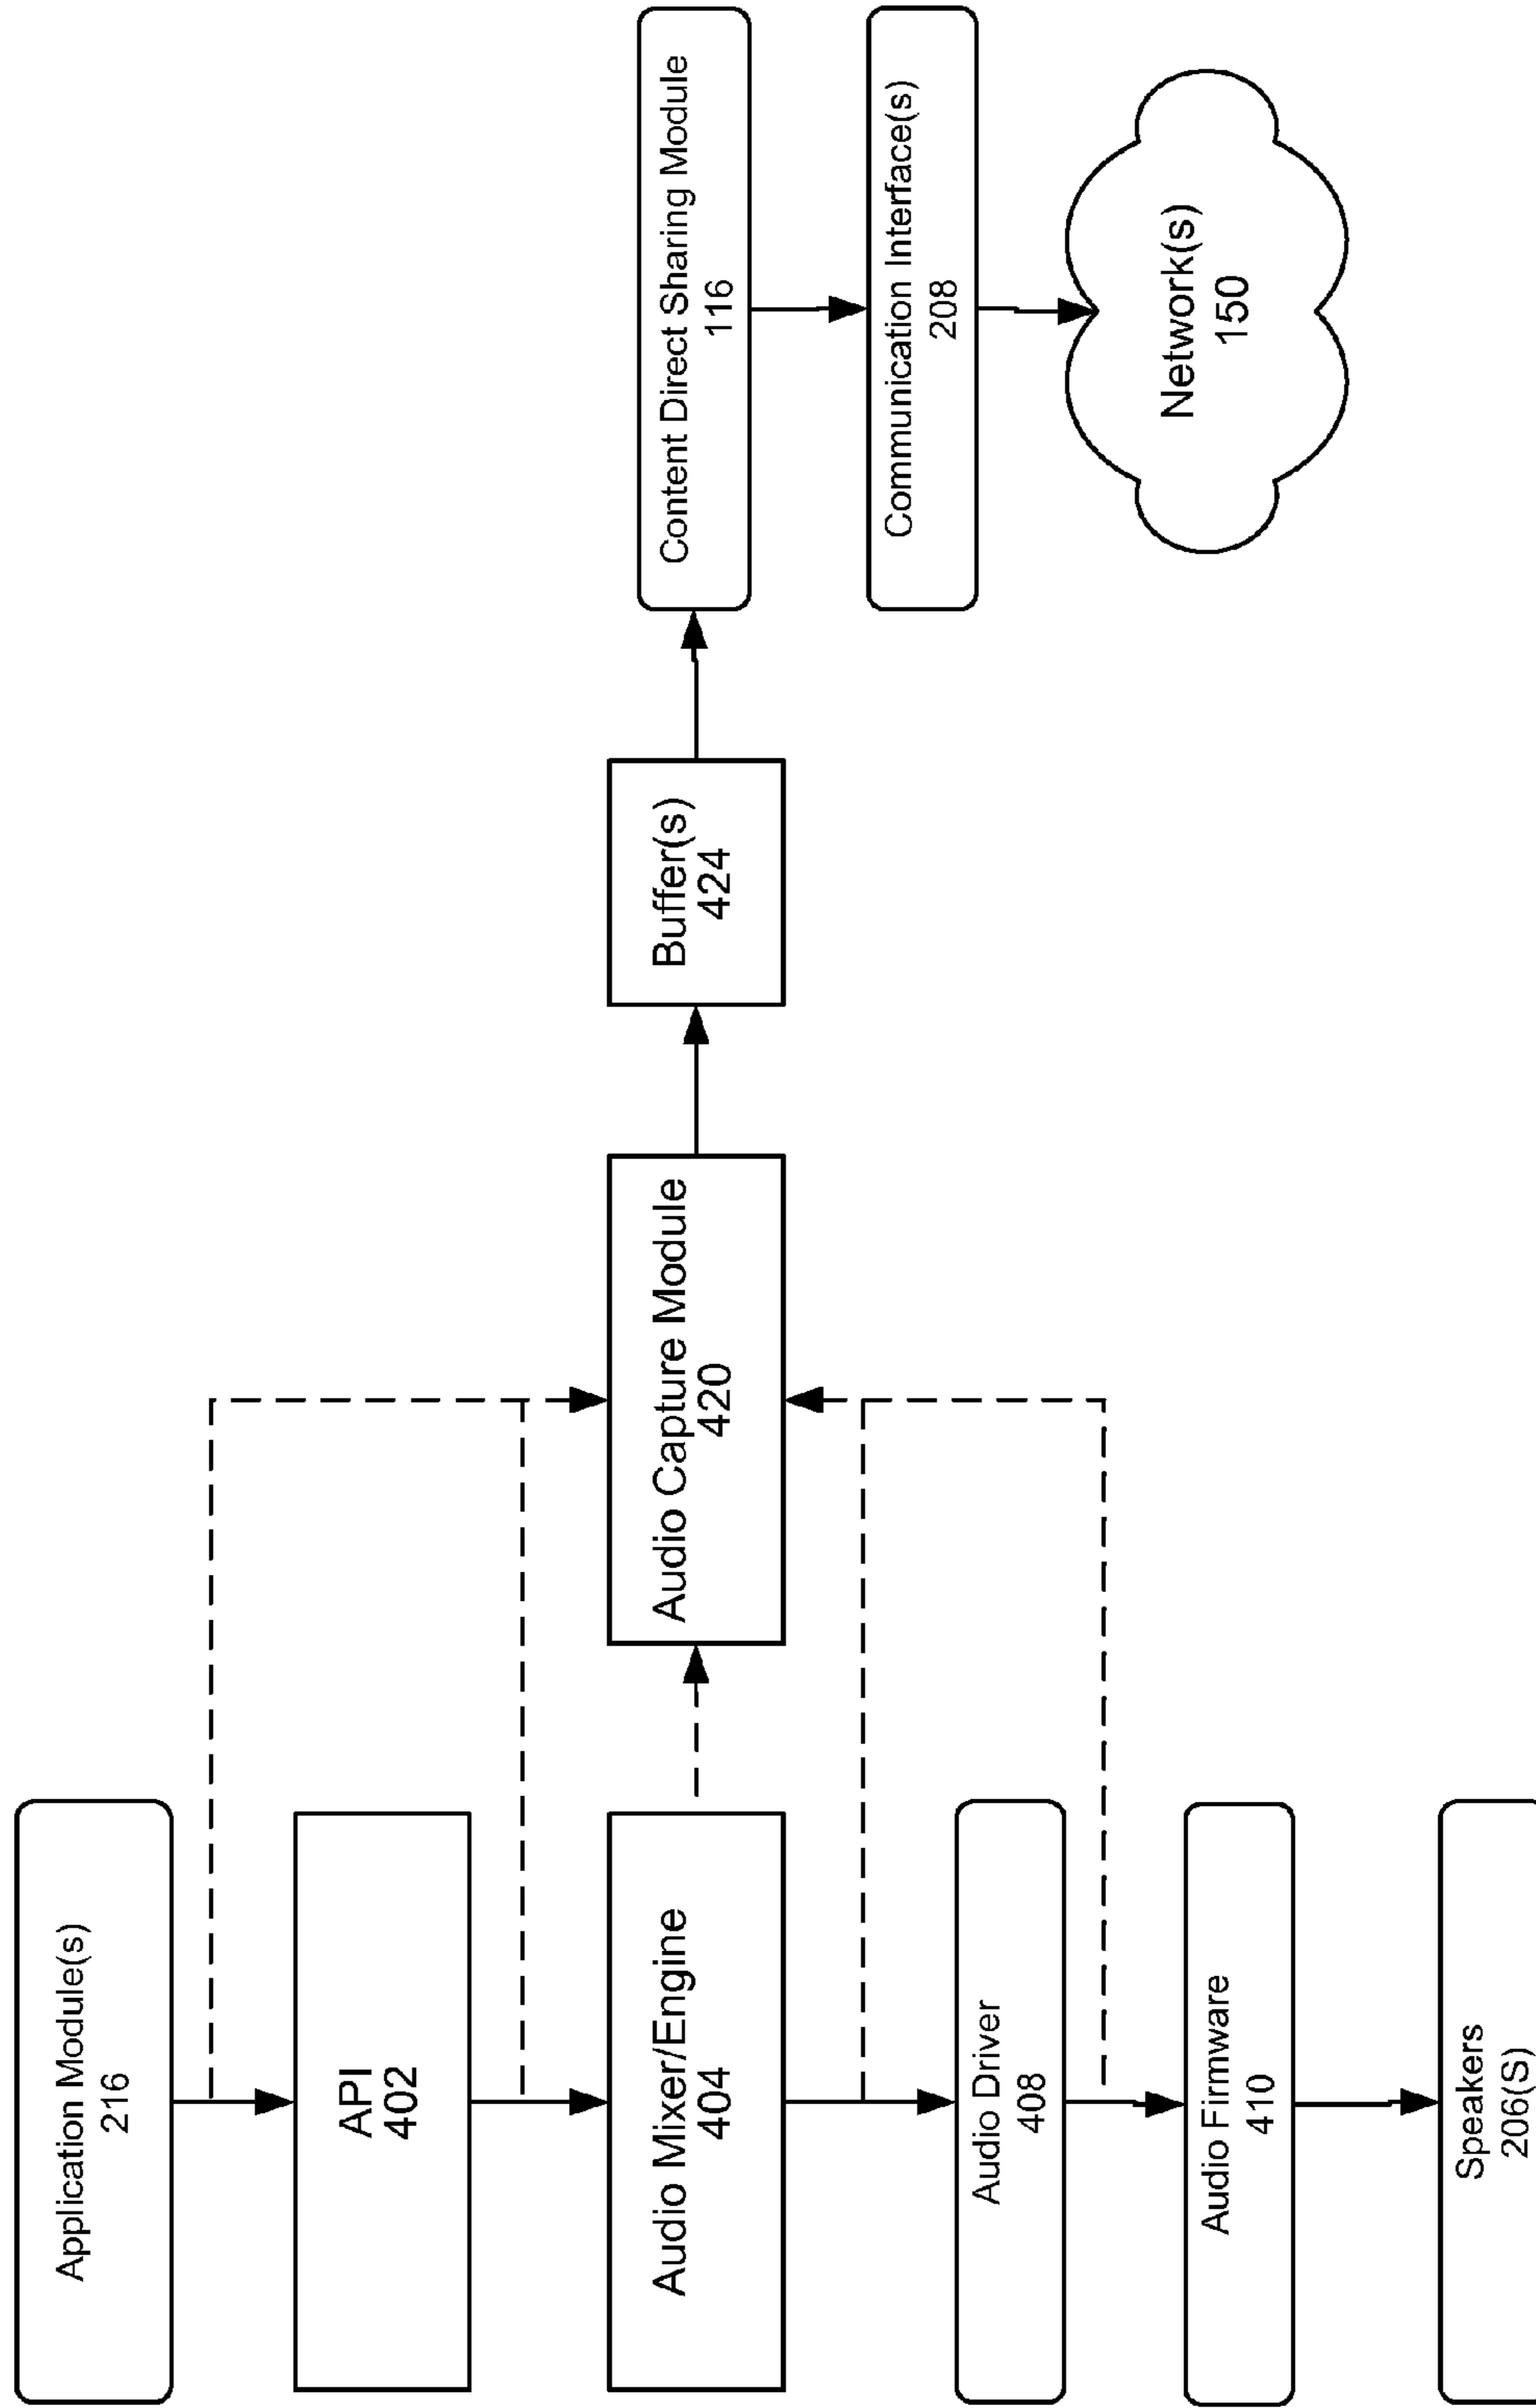 Application Module(s)
216
API
402
Audio Mixer/Engine
404
Audio Driver
408
Audio Firmware
410
Speakers
206(S)
Audio Capture Module
420
Buffer(s)
424
Content Direct Sharing Module
116
Communication Interface(s)
208
Network(s)
150